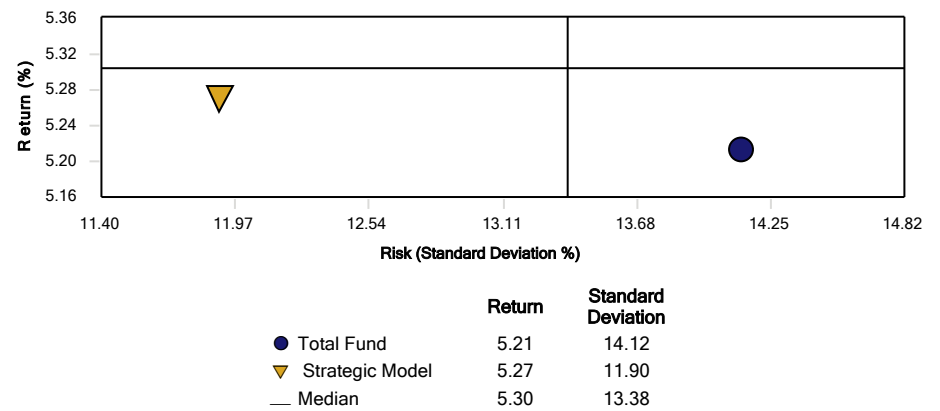 5.36
5.32
5.28
5.24
5.20
5.16
Return (%)
11.40 11.97 12.54 13.11 13.68 14.25 14.82
Risk (Standard Deviation %)
Return Standard Deviation
Total Fund 5.21 14.12
Strategic Model 5.27 11.90
Median 5.30 13.38